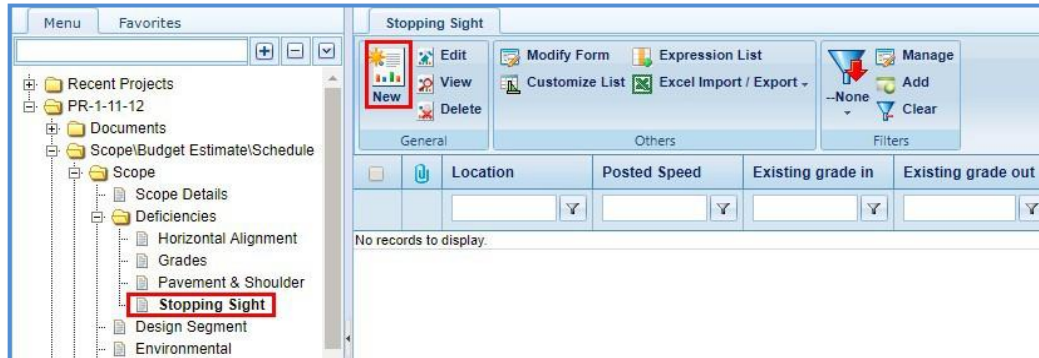 Menu
Favorites
Recent Projects
PR-1-11-12
Documents
Scope\Budget Estimate\Schedule
Scope
Scope Details
Deficiencies
Horizontal Alignment
Grades
Pavement & Shoulder
Stopping Sight
Design Segment
Environmental
Stopping Sight
New
Edit
View
Delete
General
Modify Form
Expression List
Customize List
Excel Import / Export
Others
--None
Manage
Add
Clear
Filters
Location
Posted Speed
Existing grade in
Existing grade out
No records to display.